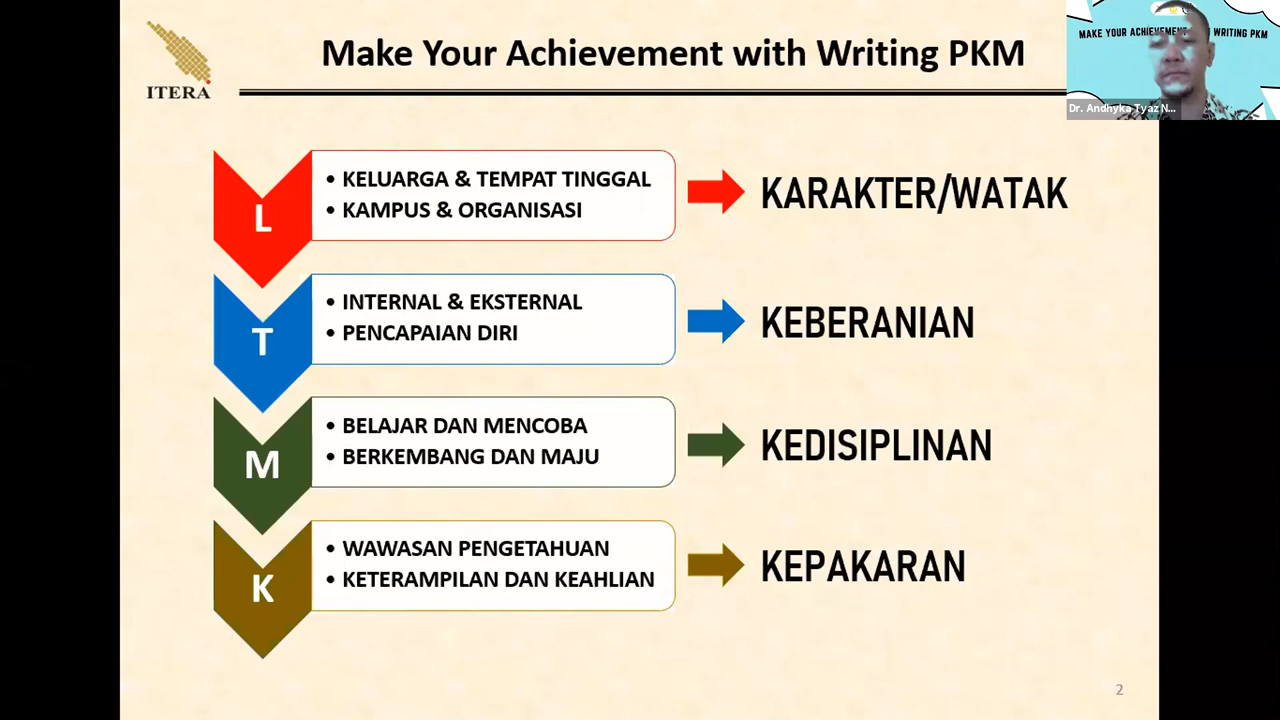 ITERA
Make Your Achievement with Writing PKM
MAKE YOUR ACHIEVEMENT WRITING PKM
Dr. Andhyka Tyaz N...
L
• KELUARGA & TEMPAT TINGGAL
• KAMPUS & ORGANISASI
KARAKTER/WATAK
T
• INTERNAL & EKSTERNAL
• PENCAPAIAN DIRI
KEBERANIAN
M
• BELAJAR DAN MENCOBA
• BERKEMBANG DAN MAJU
KEDISIPLINAN
K
• WAWASAN PENGETAHUAN
• KETERAMPILAN DAN KEAHLIAN
KEPAKARAN
2